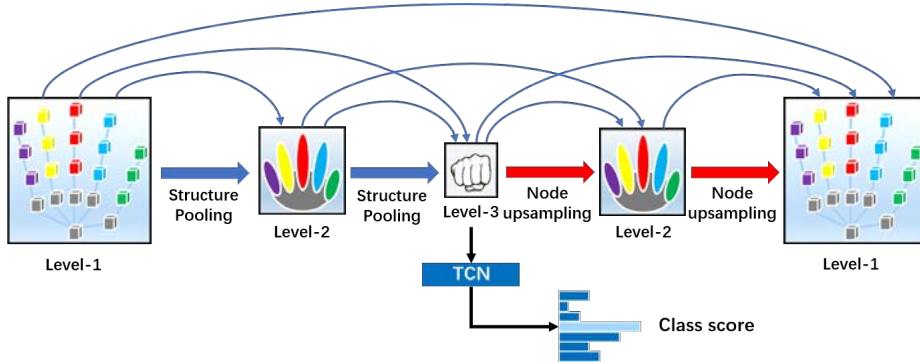 Structure
Pooling
Structure
Pooling
Node
upsampling
Node
upsampling
Level-1
Level-2
Level-3
Level-2
Level-1
TCN
Class score